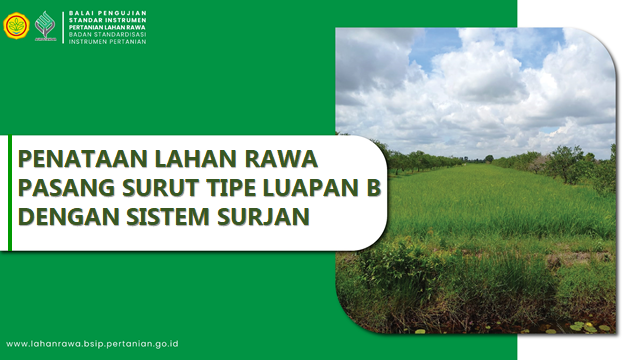 BALAI PENGUJIAN
STANDAR INSTRUMEN
PERTANIAN LAHAN RAWA
BADAN STANDARDISASI
INSTRUMEN PERTANIAN
PENATAAN LAHAN RAWA
PASANG SURUT TIPE LUAPAN B
DENGAN SISTEM SURJAN
www.lahanrawa.bsip.pertanian.go.id